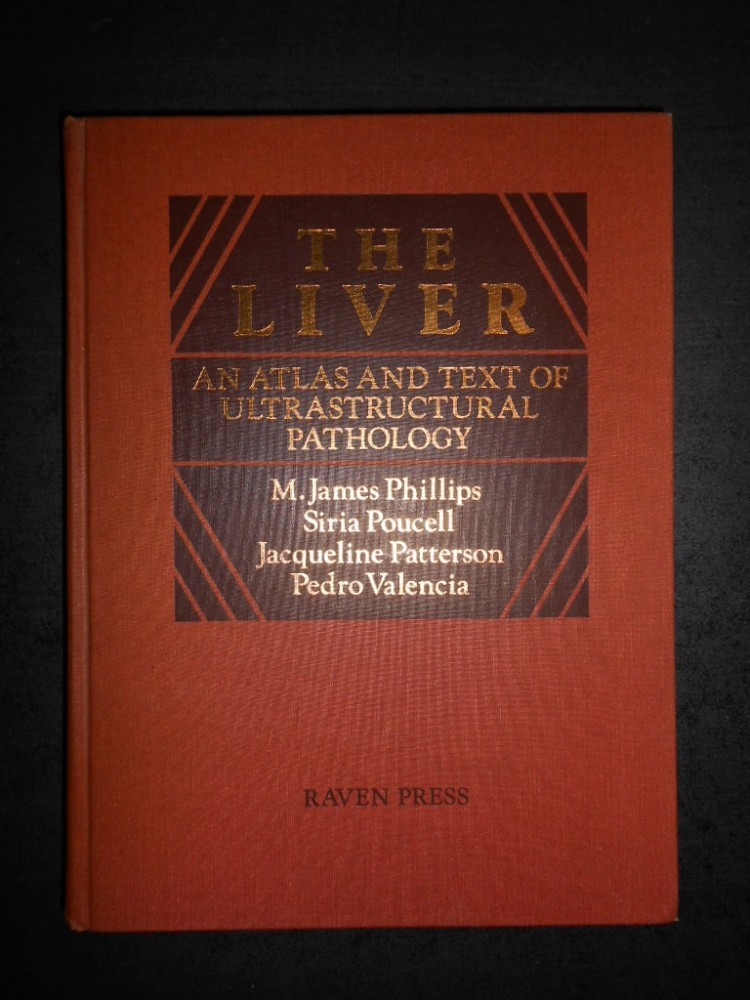 THE
LIVER
AN ATLAS AND TEXT OF
ULTRASTRUCTURAL
PATHOLOGY
M. James Phillips
Siria Poucell
Jacqueline Patterson
Pedro Valencia
RAVEN PRESS